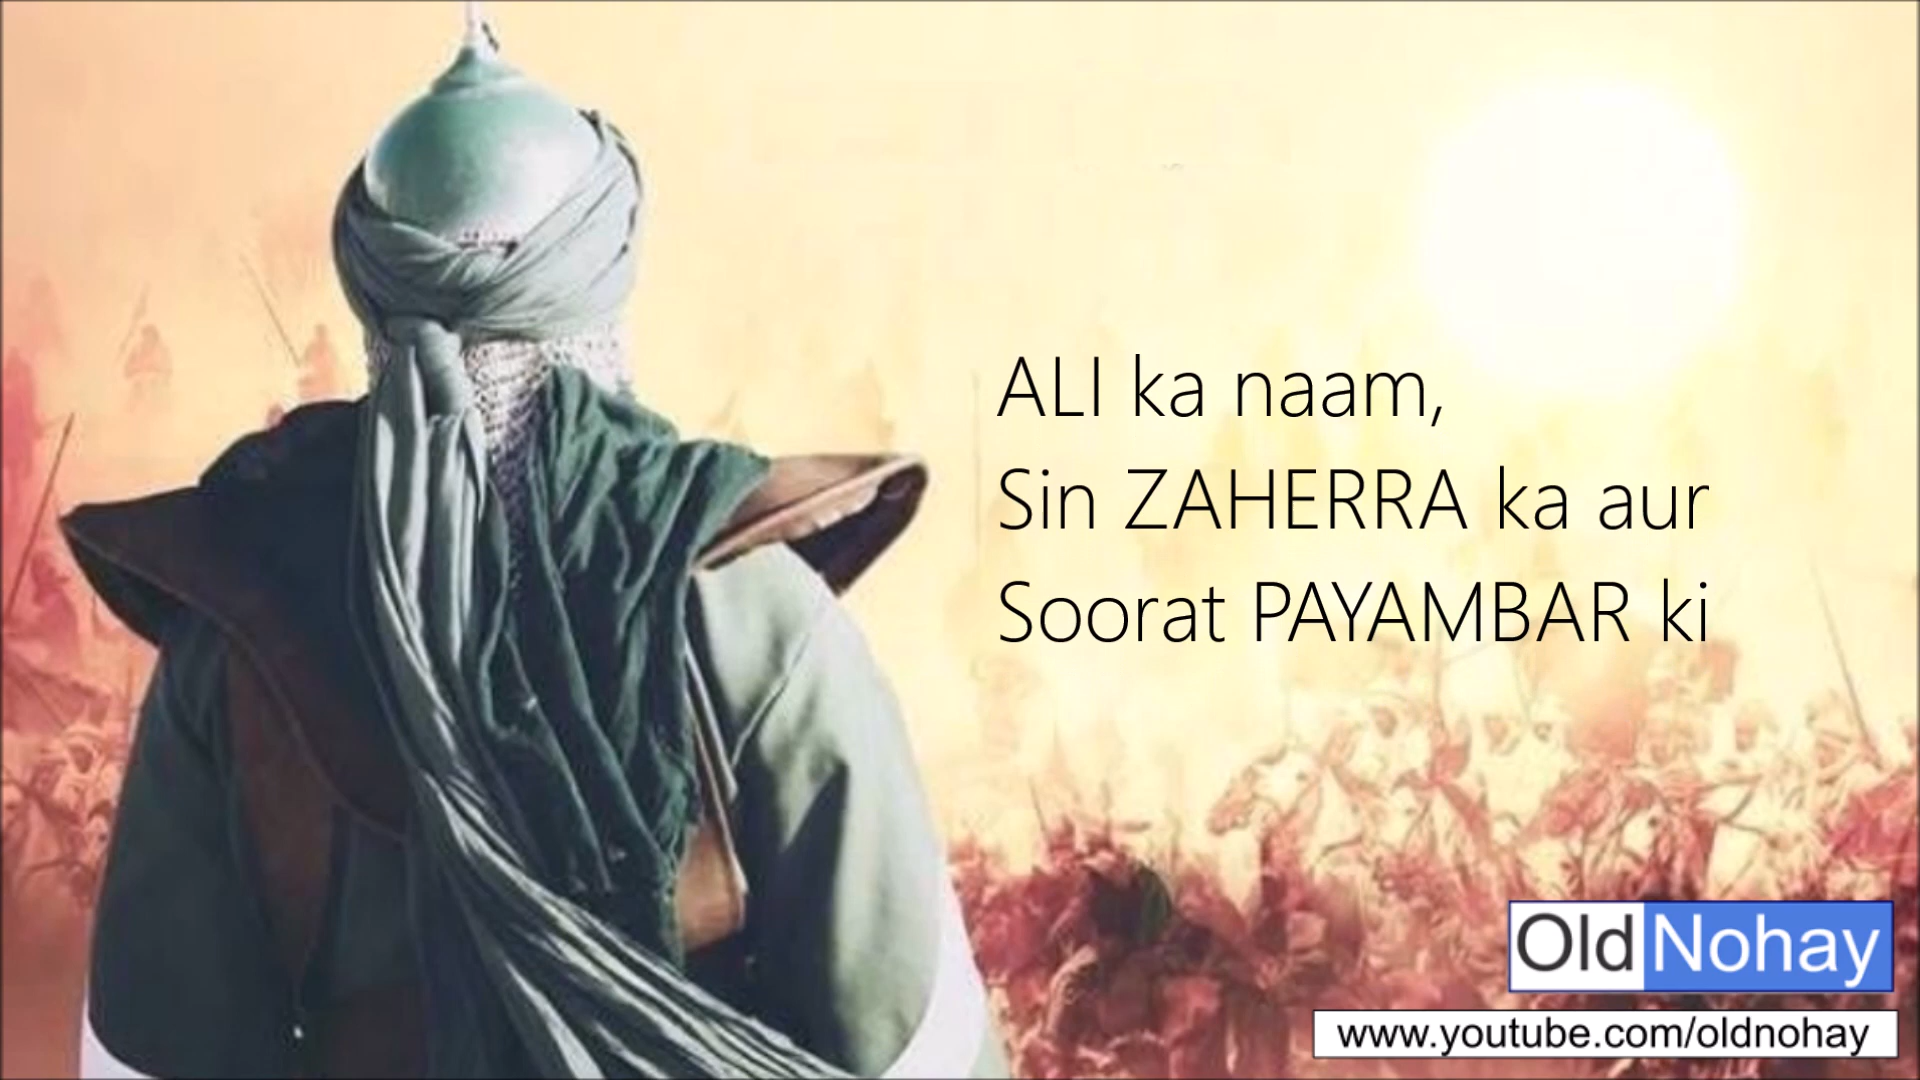 ALI ka naam,
Sin ZAHERRA ka aur
Soorat PAYAMBAR ki
OldNohay
www.youtube.com/oldnohay